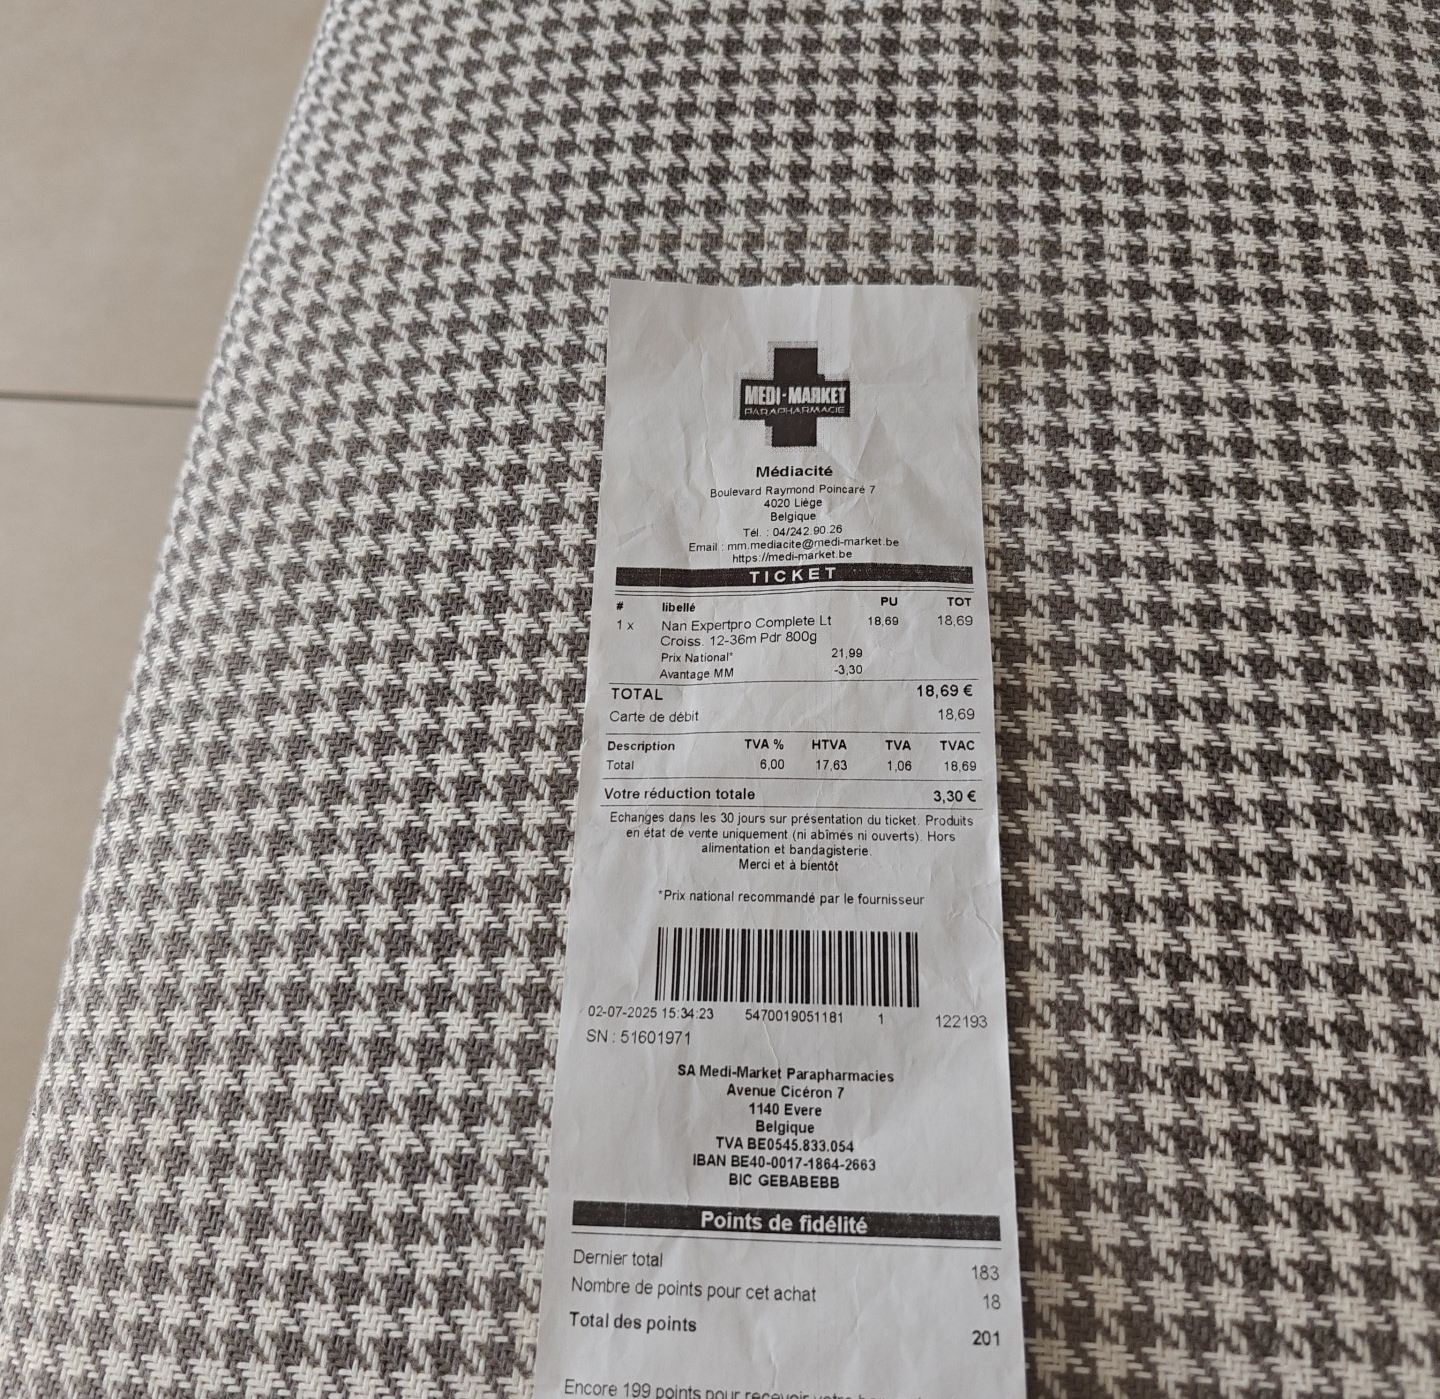 MEDI-MARKET
PARAPHARMACIE
Médiacité
Boulevard Raymond Poincaré 7
4020 Liège
Belgique
Tél. : 04/242.90.26
Email : mm.mediacite@medi-market.be
https://medi-market.be
TICKET
# libellé PU TOT
1 x Nan Expertpro Complete Lt 18,69 18,69
Croiss. 12-36m Pdr 800g
Prix National* 21,99
Avantage MM -3,30
TOTAL 18,69 €
Carte de débit 18,69
Description TVA % HTVA TVA TVAC
Total 6,00 17,63 1,06 18,69
Votre réduction totale 3,30 €
Echanges dans les 30 jours sur présentation du ticket. Produits
en état de vente uniquement (ni abîmés ni ouverts). Hors
alimentation et bandagisterie.
Merci et à bientôt
*Prix national recommandé par le fournisseur
02-07-2025 15:34:23 5470019051181 1 122193
SN : 51601971
SA Medi-Market Parapharmacies
Avenue Cicéron 7
1140 Evere
Belgique
TVA BE0545.833.054
IBAN BE40-0017-1864-2663
BIC GEBABEBB
Points de fidélité
Dernier total 183
Nombre de points pour cet achat 18
Total des points 201
Encore 199 points pour recevoir